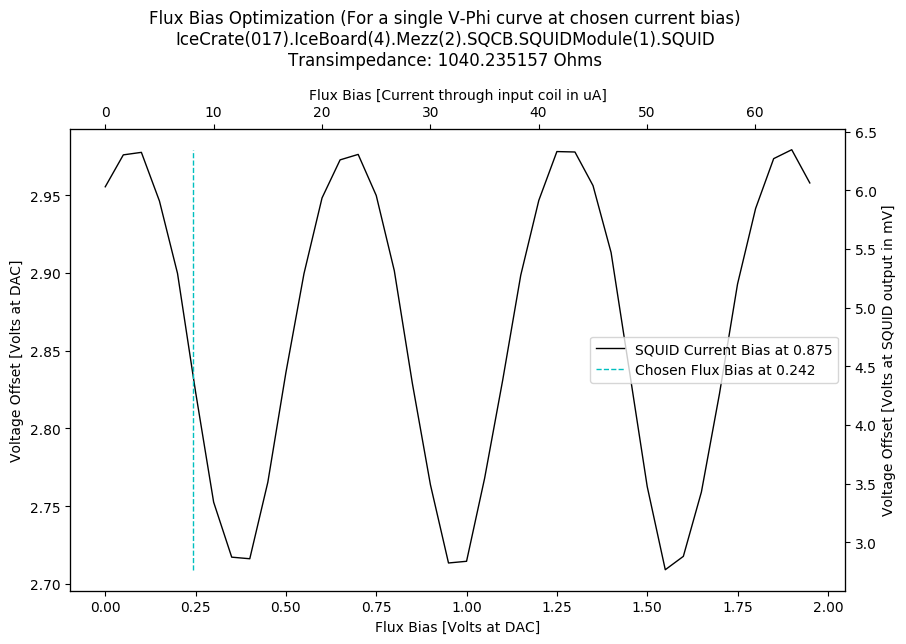 Flux Bias Optimization (For a single V-Phi curve at chosen current bias)
IceCrate(017).IceBoard(4).Mezz(2).SQCB.SQUIDModule(1).SQUID
Transimpedance: 1040.235157 Ohms
Flux Bias [Current through input coil in uA]
0 10 20 30 40 50 60
Voltage Offset [Volts at DAC]
2.95
2.90
2.85
2.80
2.75
2.70
6.5
6.0
5.5
5.0
4.5
4.0
3.5
3.0
Voltage Offset [Volts at SQUID output in mV]
SQUID Current Bias at 0.875
Chosen Flux Bias at 0.242
0.00 0.25 0.50 0.75 1.00 1.25 1.50 1.75 2.00
Flux Bias [Volts at DAC]